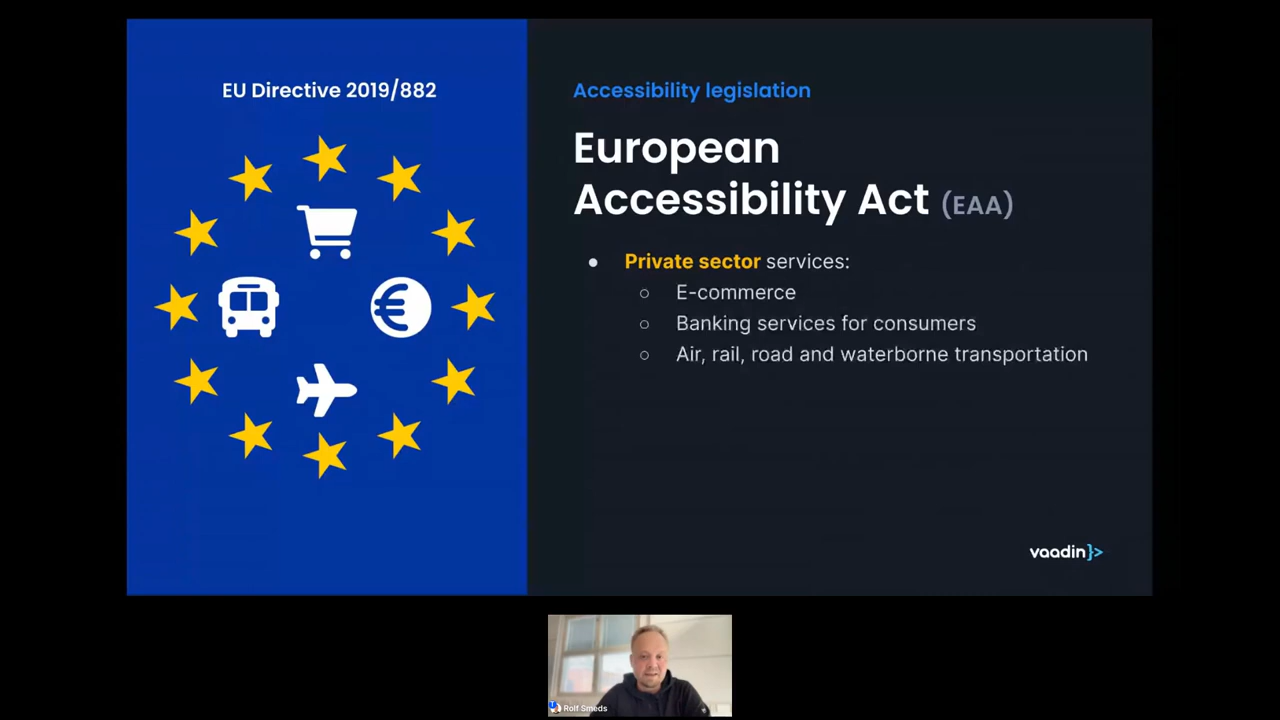 EU Directive 2019/882
Accessibility legislation
European
Accessibility Act (EAA)
● Private sector services:
○ E-commerce
○ Banking services for consumers
○ Air, rail, road and waterborne transportation
vaadin}>
Rolf Smeds